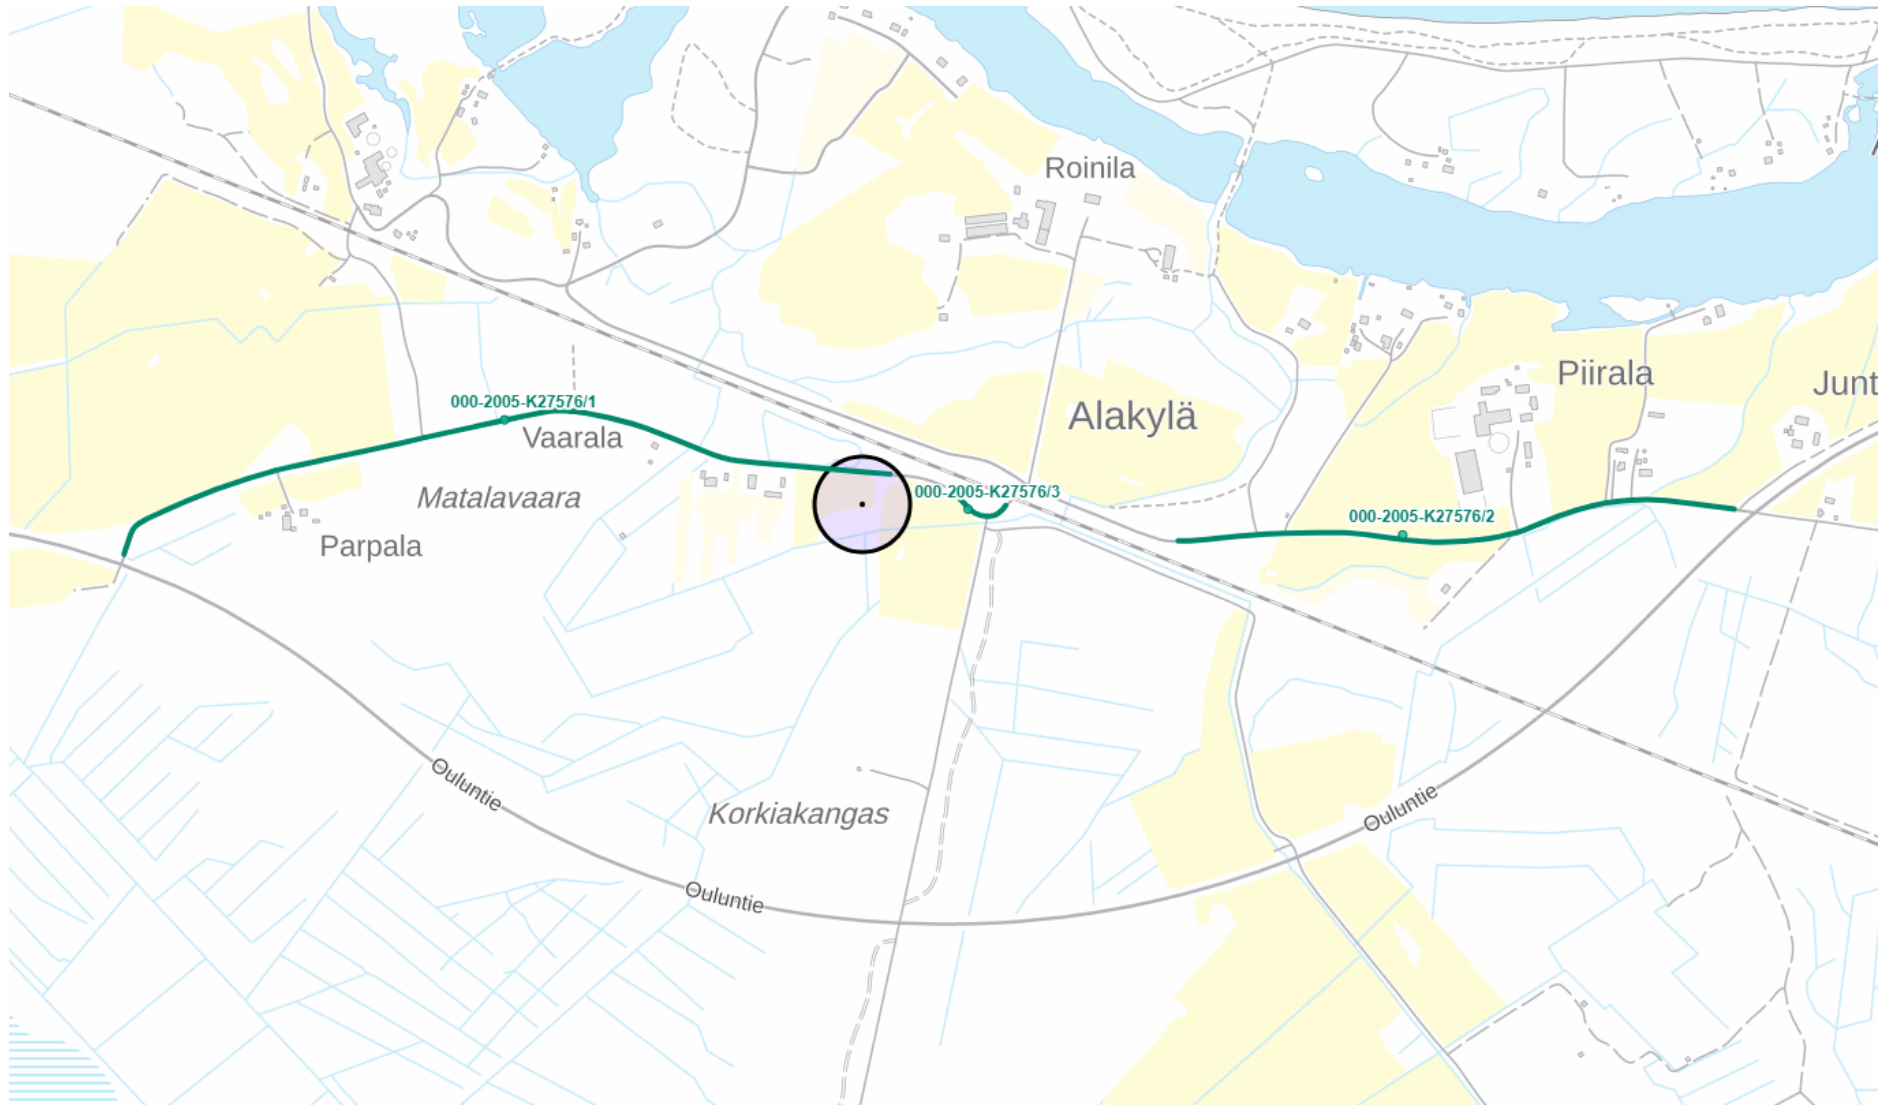 Roinila
Piirala
Junt
000-2005-K27576/1
Alakylä
Vaarala
Matalavaara
000-2005-K27576/3
000-2005-K27576/2
Parpala
Ouluntie
Ouluntie
Korkiakangas
Ouluntie